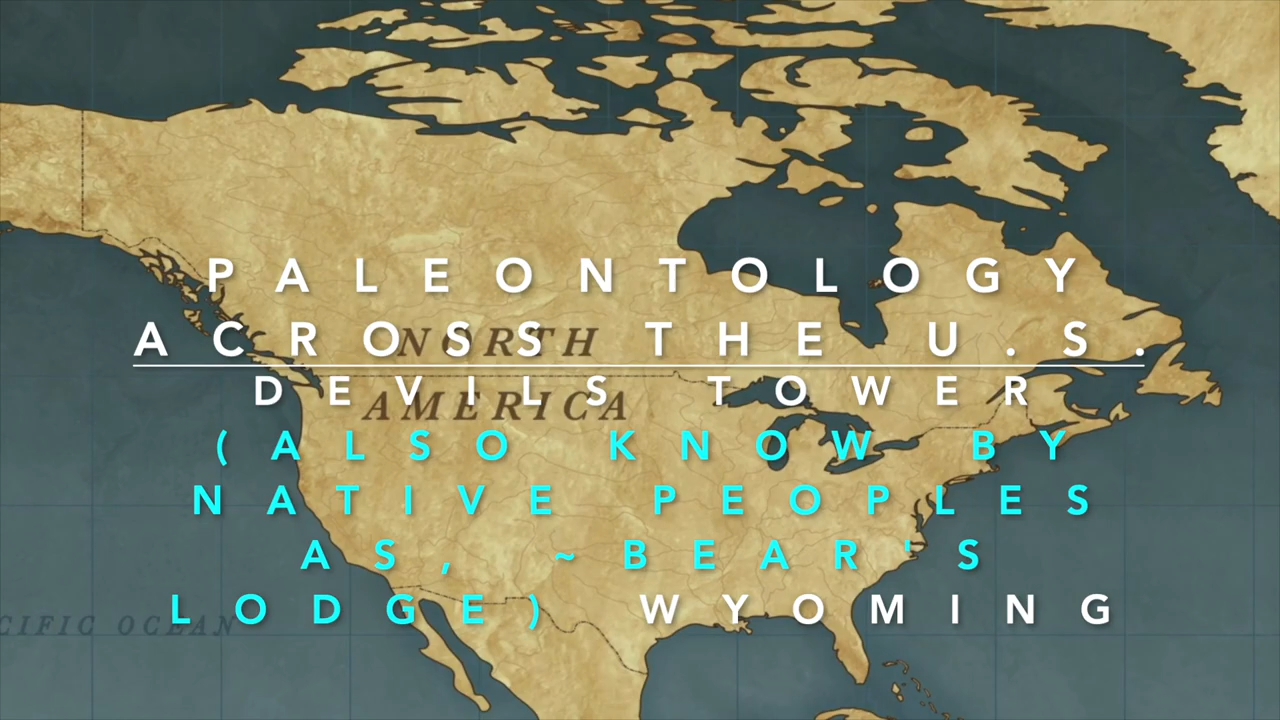 PALEONTOLOGY
ACROSS THE U.S.
DEVILS TOWER
(ALSO KNOW BY
NATIVE PEOPLES
AS, ~BEAR'S
LODGE) WYOMING
NORTH
AMERICA
CIFIC OCEAN